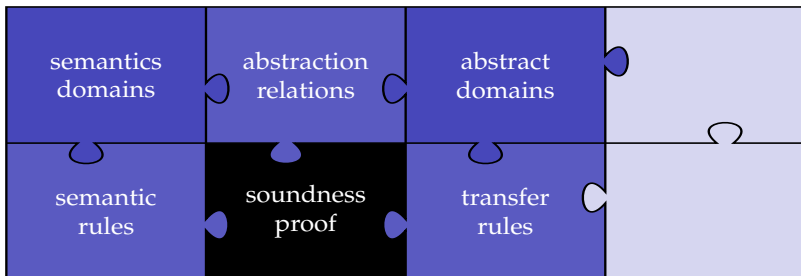 semantics
domains
abstraction
relations
abstract
domains
semantic
rules
soundness
proof
transfer
rules